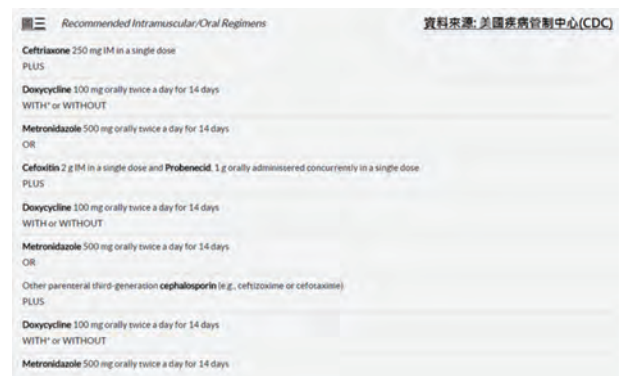 圖三 Recommended Intramuscular/Oral Regimens 資料來源: 美國疾病管制中心(CDC)
Ceftriaxone 250 mg IM in a single dose
PLUS
Doxycycline 100 mg orally twice a day for 14 days
WITH* or WITHOUT
Metronidazole 500 mg orally twice a day for 14 days
OR
Cefoxitin 2 g IM in a single dose and Probenecid, 1 g orally administered concurrently in a single dose
PLUS
Doxycycline 100 mg orally twice a day for 14 days
WITH or WITHOUT
Metronidazole 500 mg orally twice a day for 14 days
OR
Other parenteral third-generation cephalosporin (e.g., ceftizoxime or cefotaxime)
PLUS
Doxycycline 100 mg orally twice a day for 14 days
WITH* or WITHOUT
Metronidazole 500 mg orally twice a day for 14 days